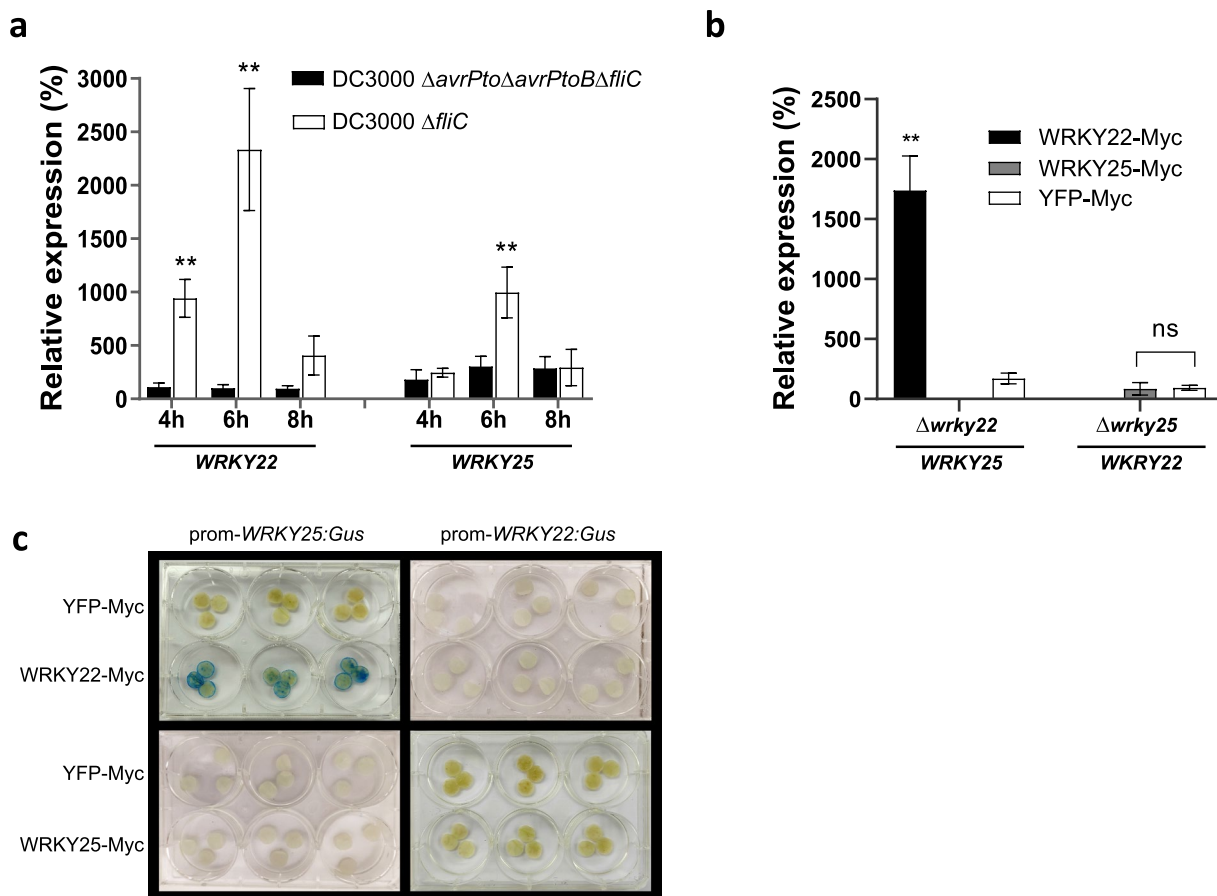 a
Relative expression (%)
3000
2500
2000
1500
1000
500
0
**
**
**
DC3000 ΔavrPtoΔavrPtoBΔfliC
DC3000 ΔfliC
4h 6h 8h 4h 6h 8h
WRKY22 WRKY25
b
Relative expression (%)
2500
2000
1500
1000
500
0
**
WRKY22-Myc
WRKY25-Myc
YFP-Myc
ns
Δwrky22 Δwrky25
WRKY25 WKRY22
c
prom-WRKY25:Gus prom-WRKY22:Gus
YFP-Myc
WRKY22-Myc
YFP-Myc
WRKY25-Myc